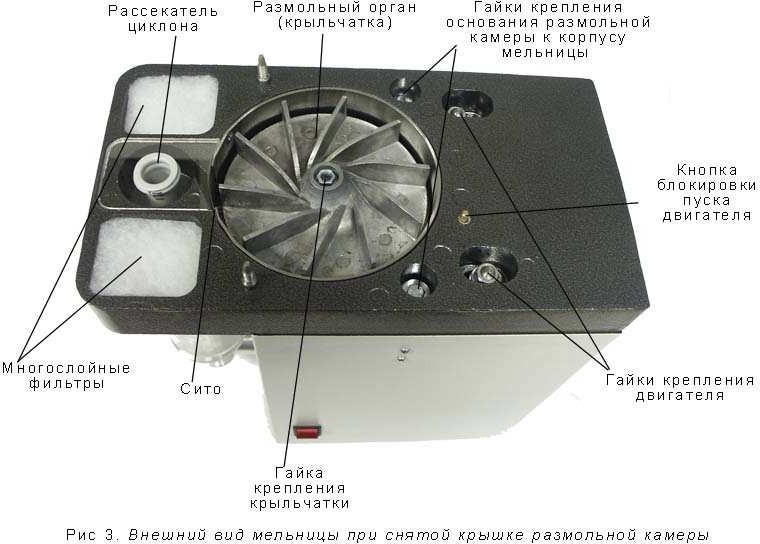 Рассекатель
циклона
Размольный орган
(крыльчатка)
Гайки крепления
основания размольной
камеры к корпусу
мельницы
Кнопка
блокировки
пуска
двигателя
Многослойные
фильтры
Сито
Гайки крепления
двигателя
Гайка
крепления
крыльчатки
Рис 3. Внешний вид мельницы при снятой крышке размольной камеры